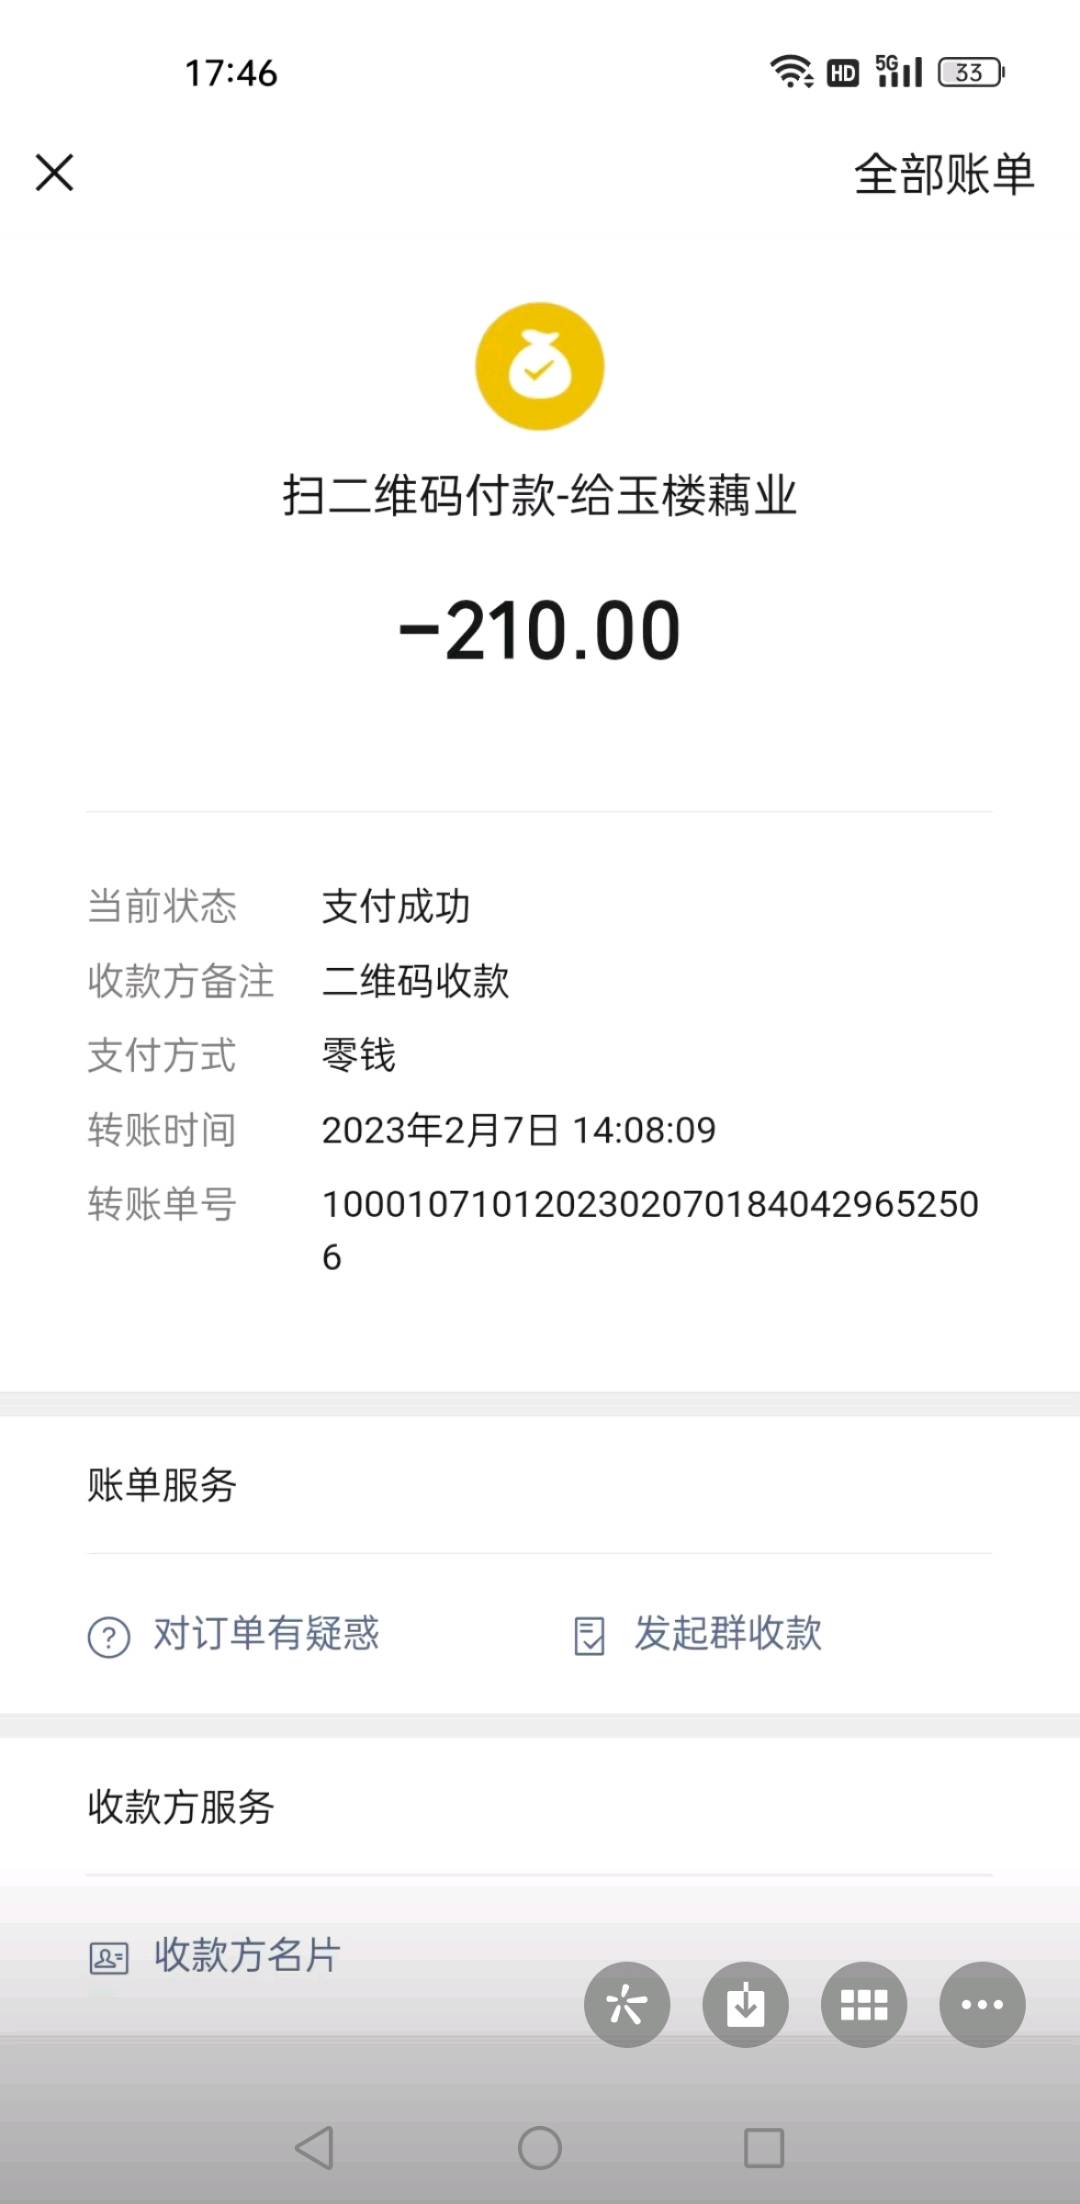 17:46
HD 5G 33
全部账单
扫二维码付款-给玉楼藕业
-210.00
当前状态 支付成功
收款方备注 二维码收款
支付方式 零钱
转账时间 2023年2月7日 14:08:09
转账单号 1000107101202302070184042965250
6
账单服务
对订单有疑惑 发起群收款
收款方服务
收款方名片